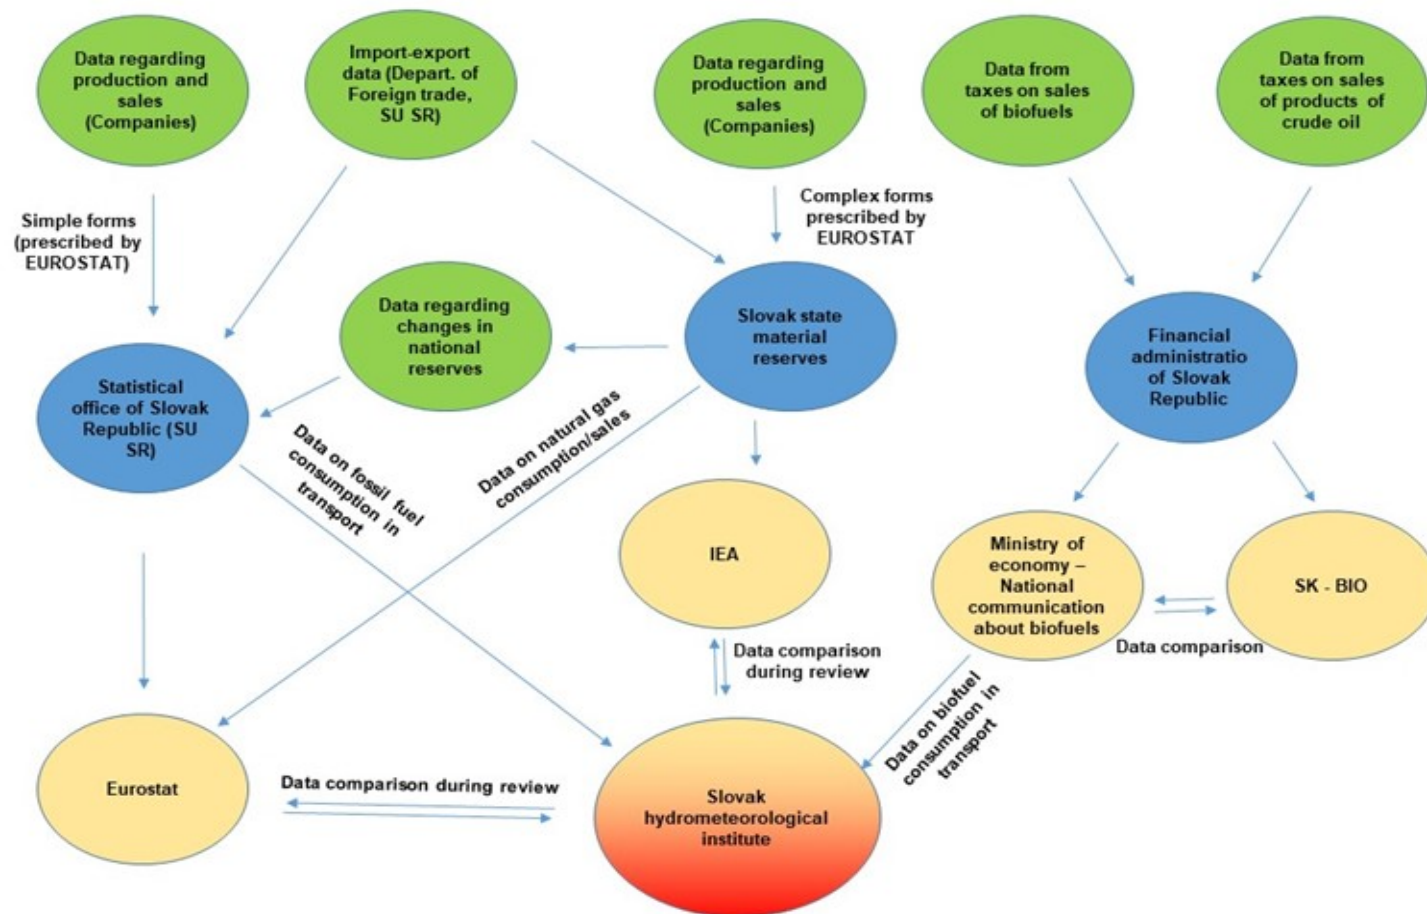 Data regarding
production and
sales
(Companies)
Import-export
data (Depart. of
Foreign trade,
SU SR)
Data regarding
production and
sales
(Companies)
Data from
taxes on sales
of biofuels
Data from
taxes on sales
of products of
crude oil
Simple forms
(prescribed by
EUROSTAT)
Complex forms
prescribed by
EUROSTAT
Data regarding
changes in
national
reserves
Slovak state
material
reserves
Financial
administratio
of Slovak
Republic
Statistical
office of Slovak
Republic (SU
SR)
Data on fossil fuel
consumption in
transport
Data on natural gas
consumption/sales
IEA
Ministry of
economy –
National
communication
about biofuels
SK - BIO
Data comparison
Data comparison
during review
Data on biofuel
consumption in
transport
Eurostat
Data comparison during review
Slovak
hydrometeorological
institute